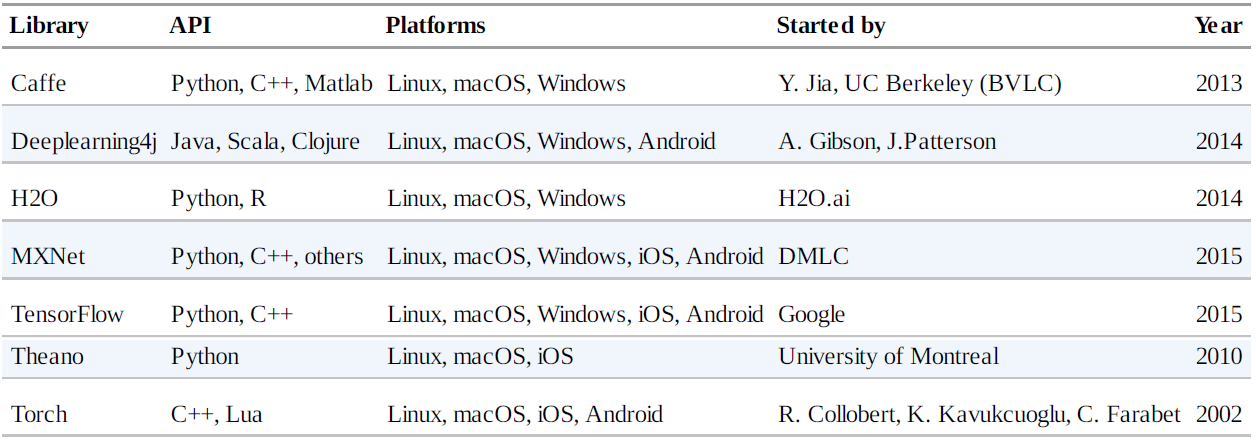 Library API Platforms Started by Year
Caffe Python, C++, Matlab Linux, macOS, Windows Y. Jia, UC Berkeley (BVLC) 2013
Deeplearning4j Java, Scala, Clojure Linux, macOS, Windows, Android A. Gibson, J.Patterson 2014
H2O Python, R Linux, macOS, Windows H2O.ai 2014
MXNet Python, C++, others Linux, macOS, Windows, iOS, Android DMLC 2015
TensorFlow Python, C++ Linux, macOS, Windows, iOS, Android Google 2015
Theano Python Linux, macOS, iOS University of Montreal 2010
Torch C++, Lua Linux, macOS, iOS, Android R. Collobert, K. Kavukcuoglu, C. Farabet 2002